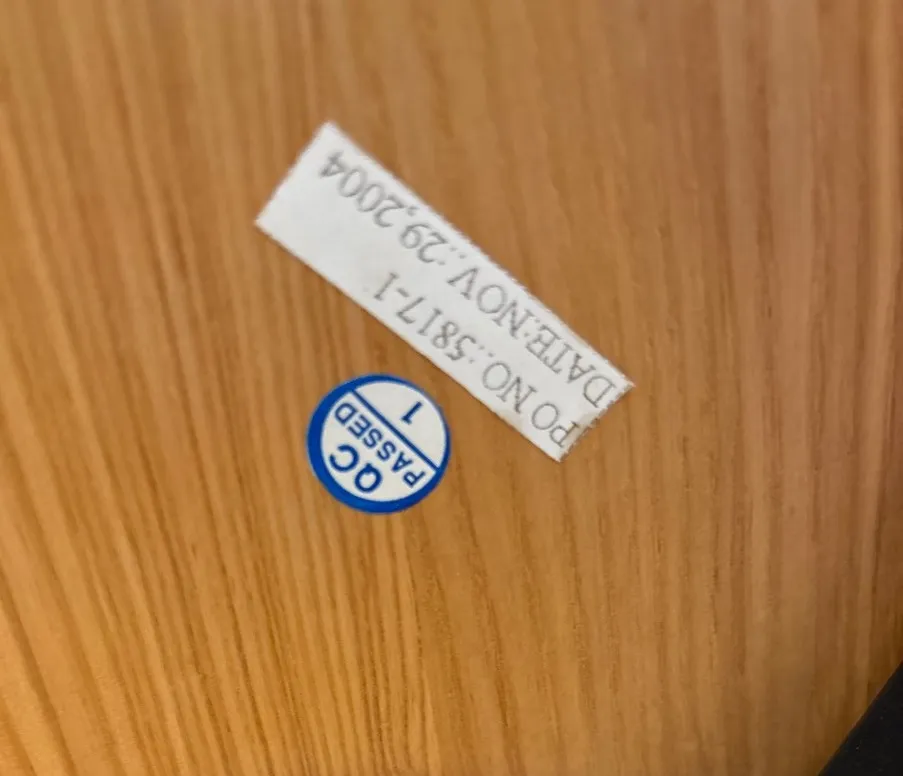 PO NO.:5817-1
DATE:NOV.:29,2004
QC
PASSED
1